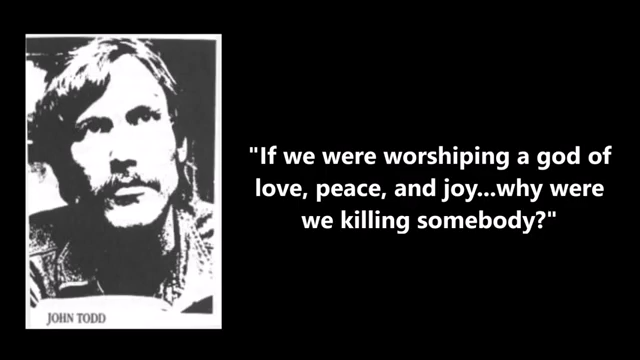 "If we were worshiping a god of
love, peace, and joy...why were
we killing somebody?"
JOHN TODD